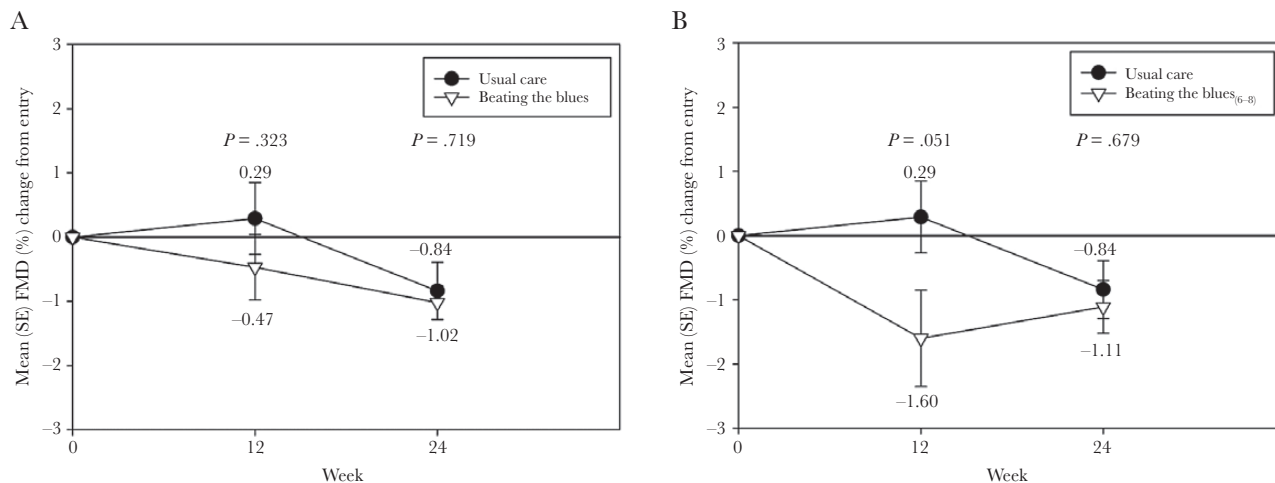 A
Mean (SE) FMD (%) change from entry
3
2
1
0
−1
−2
−3
Usual care
Beating the blues
P = .323
P = .719
0.29
−0.84
−0.47
−1.02
0
12
24
Week
B
Mean (SE) FMD (%) change from entry
3
2
1
0
−1
−2
−3
Usual care
Beating the blues(6–8)
P = .051
P = .679
0.29
−0.84
−1.11
−1.60
0
12
24
Week